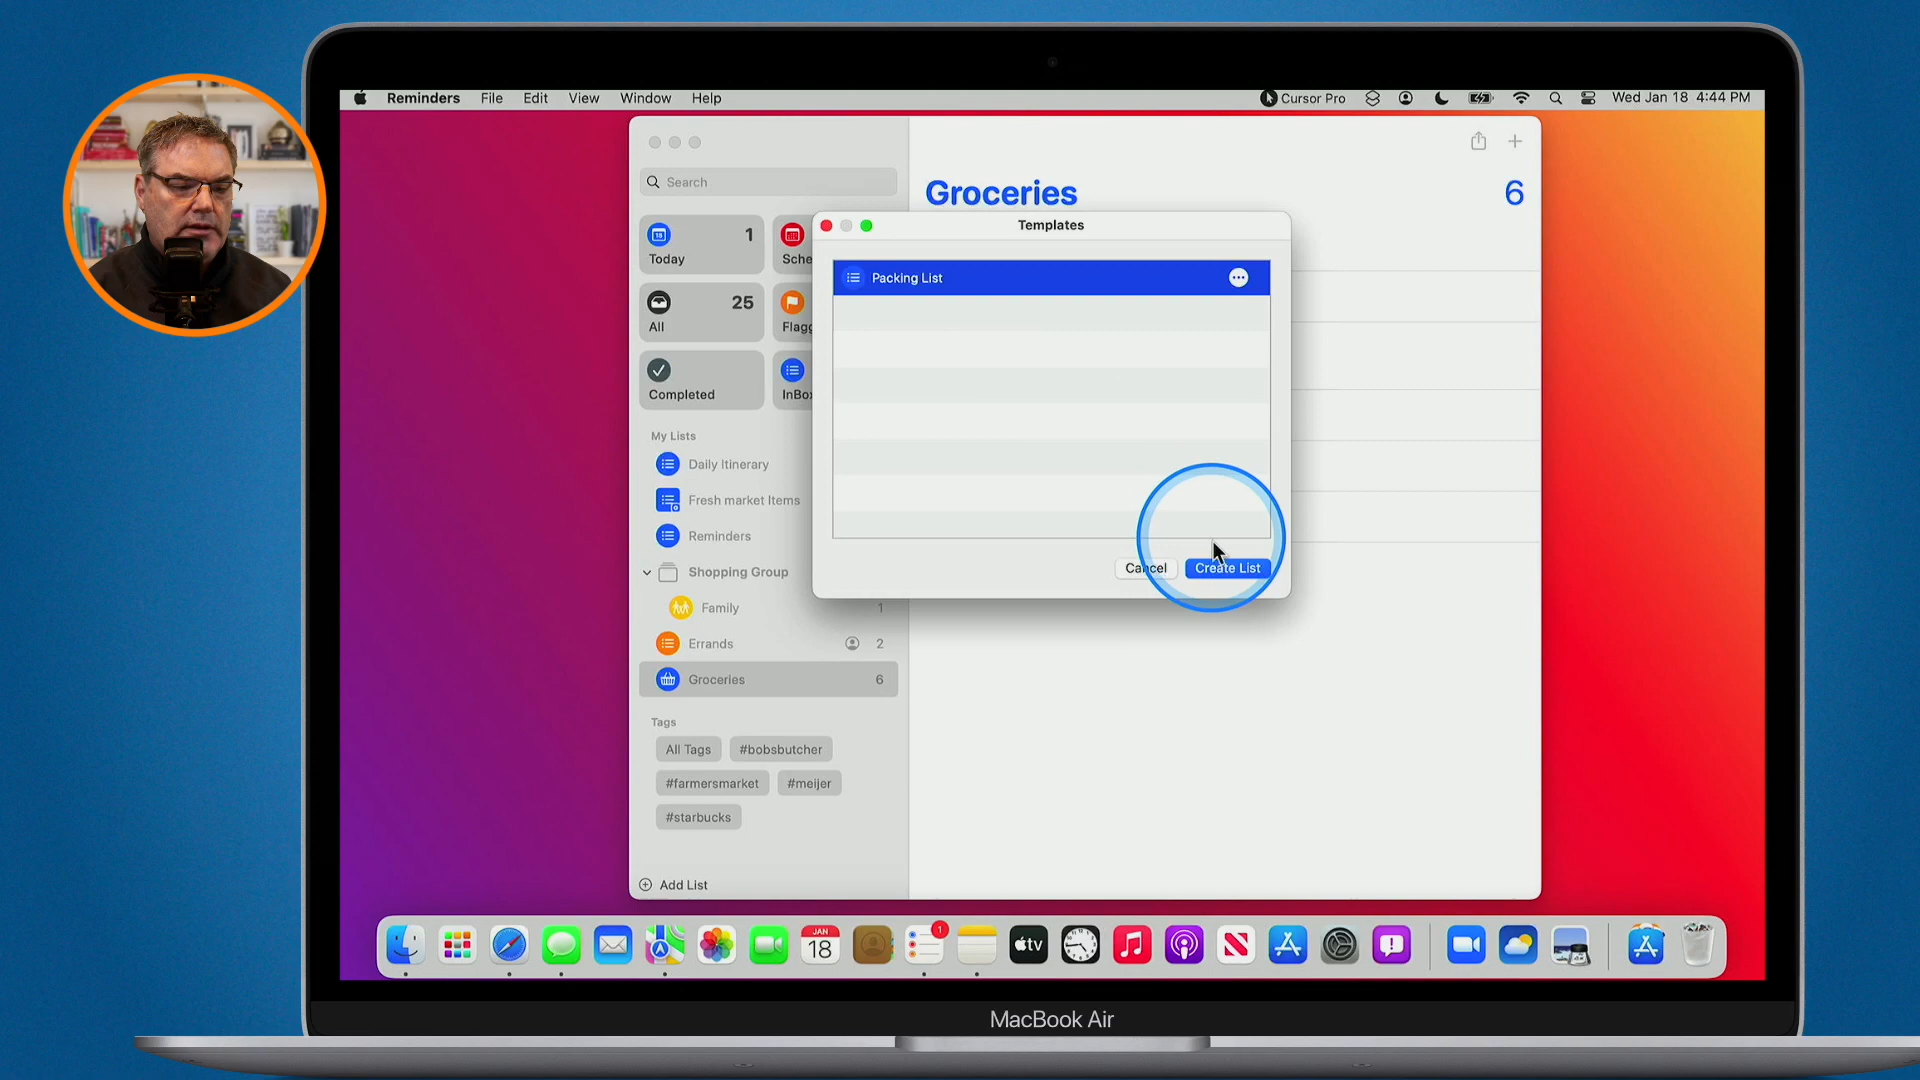 Reminders File Edit View Window Help
Cursor Pro Wed Jan 18 4:44 PM
Search
Groceries 6
Templates
Packing List
1
Today
Sche
25
All
Flagg
Completed
InBo
My Lists
Daily Itinerary
Fresh market Items
Reminders
Shopping Group
Family 1
Errands 2
Groceries 6
Cancel Create List
Tags
All Tags #bobsbutcher
#farmersmarket #meijer
#starbucks
Add List
JAN
18
1
tv
MacBook Air